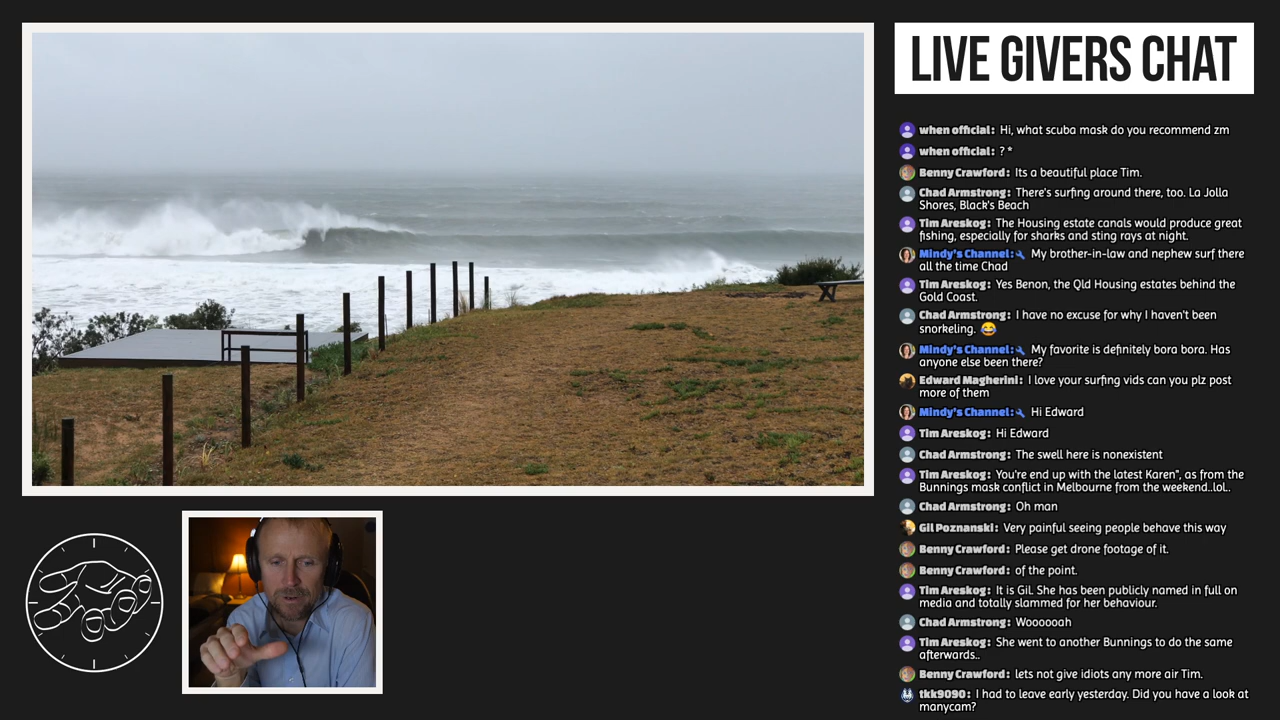 LIVE GIVERS CHAT
when official: Hi, what scuba mask do you recommend zm
when official: ? *
Benny Crawford: Its a beautiful place Tim.
Chad Armstrong: There's surfing around there, too. La Jolla
Shores, Black's Beach
Tim Areskog: The Housing estate canals would produce great
fishing, especially for sharks and sting rays at night.
Mindy's Channel: My brother-in-law and nephew surf there
all the time Chad
Tim Areskog: Yes Benon, the Qld Housing estates behind the
Gold Coast.
Chad Armstrong: I have no excuse for why I haven't been
snorkeling. 😂
Mindy's Channel: My favorite is definitely bora bora. Has
anyone else been there?
Edward Magherini: I love your surfing vids can you plz post
more of them
Mindy's Channel: Hi Edward
Tim Areskog: Hi Edward
Chad Armstrong: The swell here is nonexistent
Tim Areskog: You're end up with the latest Karen", as from the
Bunnings mask conflict in Melbourne from the weekend..lol..
Chad Armstrong: Oh man
Gil Poznanski: Very painful seeing people behave this way
Benny Crawford: Please get drone footage of it.
Benny Crawford: of the point.
Tim Areskog: It is Gil. She has been publicly named in full on
media and totally slammed for her behaviour.
Chad Armstrong: Woooooah
Tim Areskog: She went to another Bunnings to do the same
afterwards..
Benny Crawford: lets not give idiots any more air Tim.
tkk9090: I had to leave early yesterday. Did you have a look at
manycam?